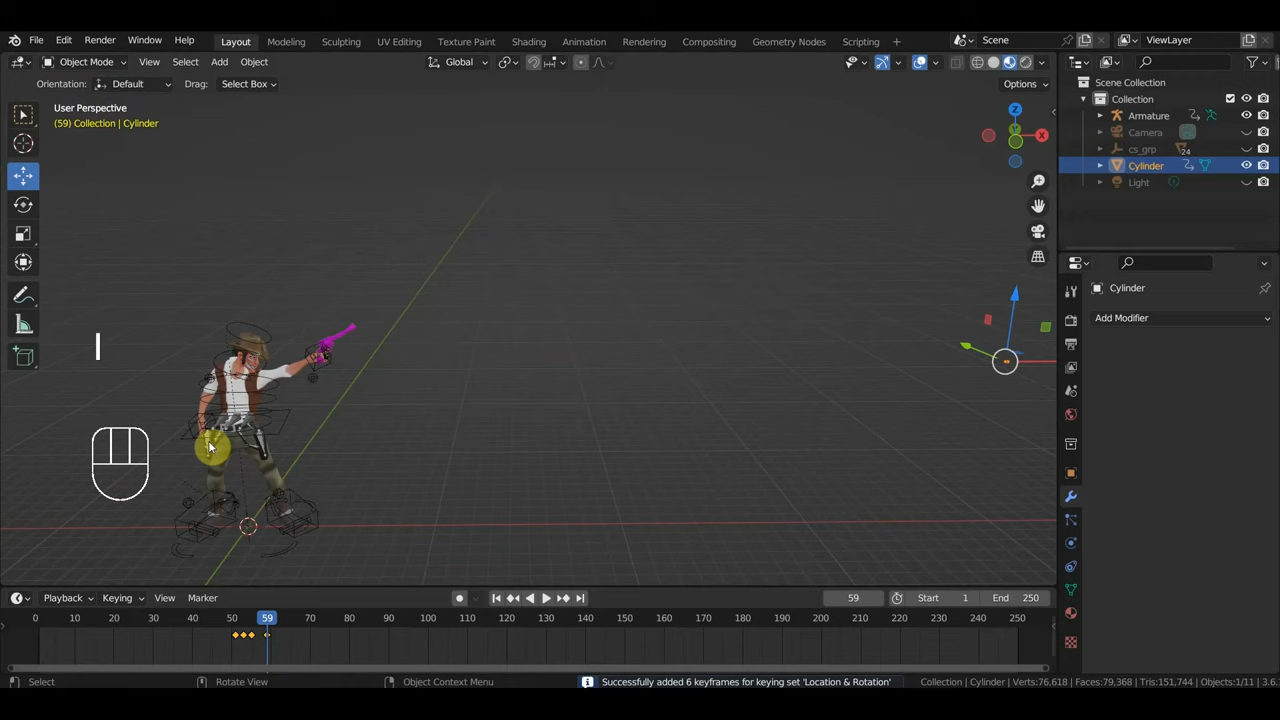 File Edit Render Window Help Layout Modeling Sculpting UV Editing Texture Paint Shading Animation Rendering Compositing Geometry Nodes Scripting + Scene ViewLayer
Object Mode View Select Add Object Global Options
Orientation: Default Drag: Select Box
User Perspective
(59) Collection | Cylinder
Z
Y
X
I
Scene Collection
Collection
Armature
Camera
cs_grp 24
Cylinder
Light
Cylinder
Add Modifier
Playback Keying View Marker 59 Start 1 End 250
0 10 20 30 40 50 59 70 80 90 100 110 120 130 140 150 160 170 180 190 200 210 220 230 240 250
Select Rotate View Object Context Menu Successfully added 6 keyframes for keying set 'Location & Rotation' Collection | Cylinder | Verts:76,618 | Faces:79,368 | Tris:151,744 | Objects:1/11 | 3.6.